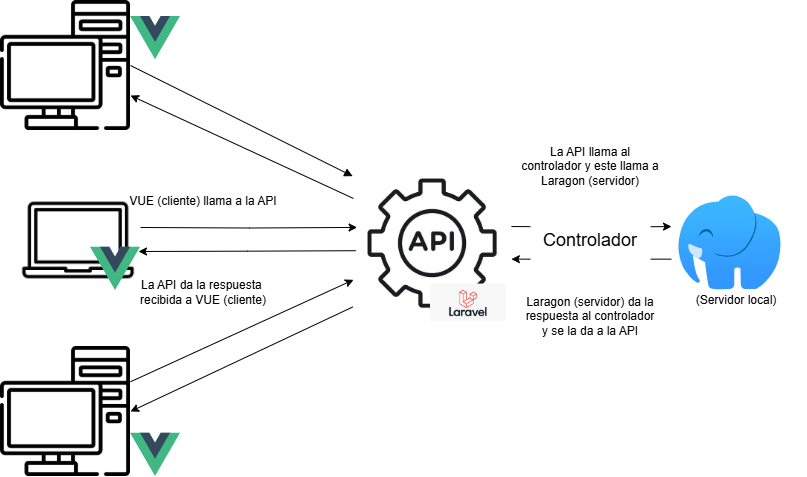 La API llama al
controlador y este llama a
Laragon (servidor)
VUE (cliente) llama a la API
API
Controlador
La API da la respuesta
recibida a VUE (cliente)
Laravel
Laragon (servidor) da la
respuesta al controlador
y se la da a la API
(Servidor local)